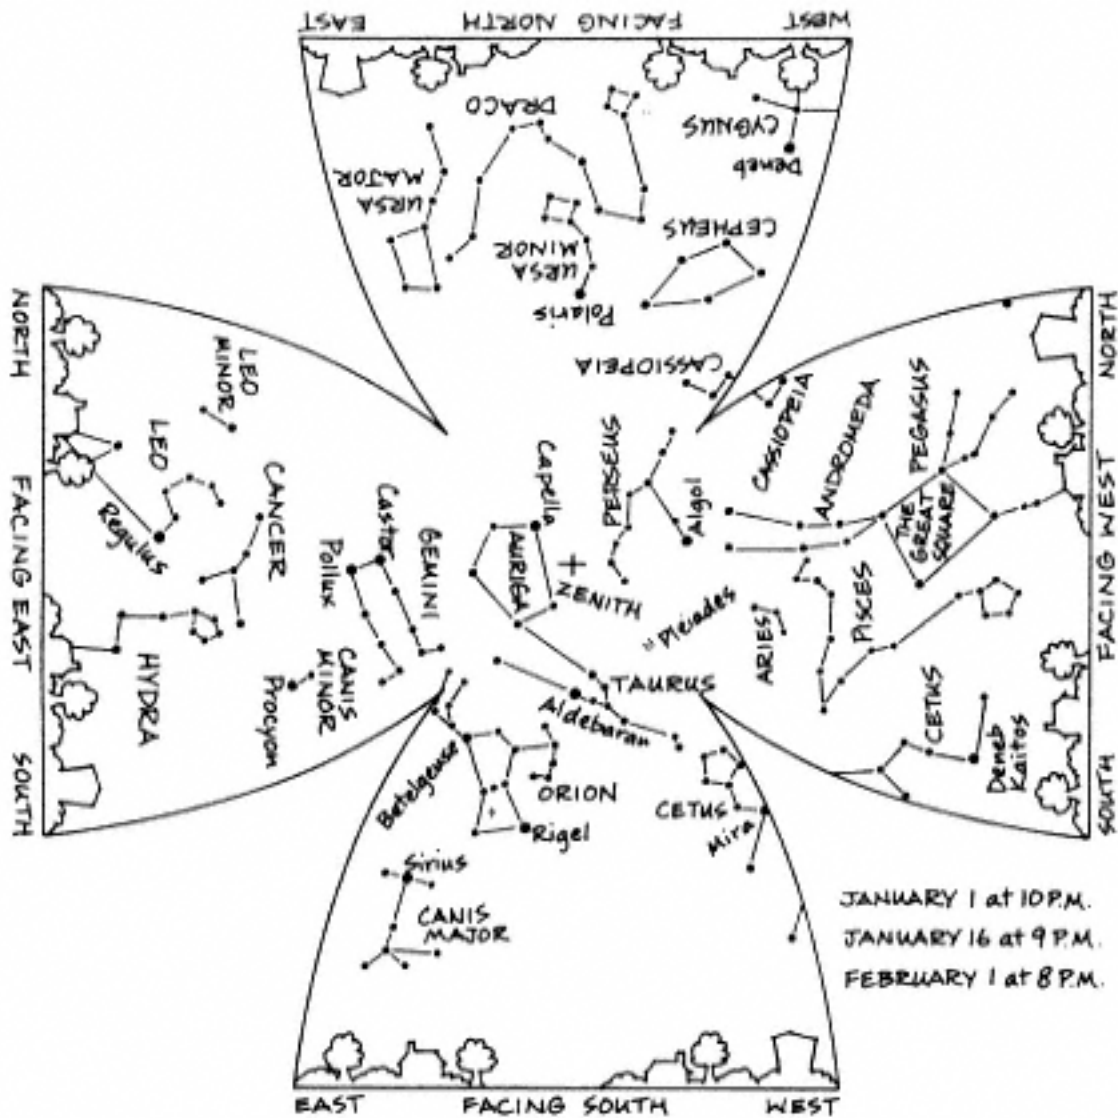 EAST
FACING NORTH
WEST
DRACO
CYGNUS
Deneb
URSA
MAJOR
URSA
MINOR
Polaris
CEPHEUS
CASSIOPEIA
NORTH
FACING EAST
SOUTH
LEO
MINOR
LEO
Regulus
CANCER
HYDRA
Castor
Pollux
GEMINI
CANIS
MINOR
Procyon
Capella
AURIGA
ZENITH
PERSEUS
Algol
Pleiades
TAURUS
Aldebaran
NORTH
FACING WEST
SOUTH
CASSIOPEIA
ANDROMEDA
PEGASUS
THE
GREAT
SQUARE
PISCES
ARIES
CETUS
Deneb
Kaitos
Betelgeuse
ORION
Rigel
CETUS
Mira
Sirius
CANIS
MAJOR
JANUARY 1 at 10 P.M.
JANUARY 16 at 9 P.M.
FEBRUARY 1 at 8 P.M.
EAST
FACING SOUTH
WEST